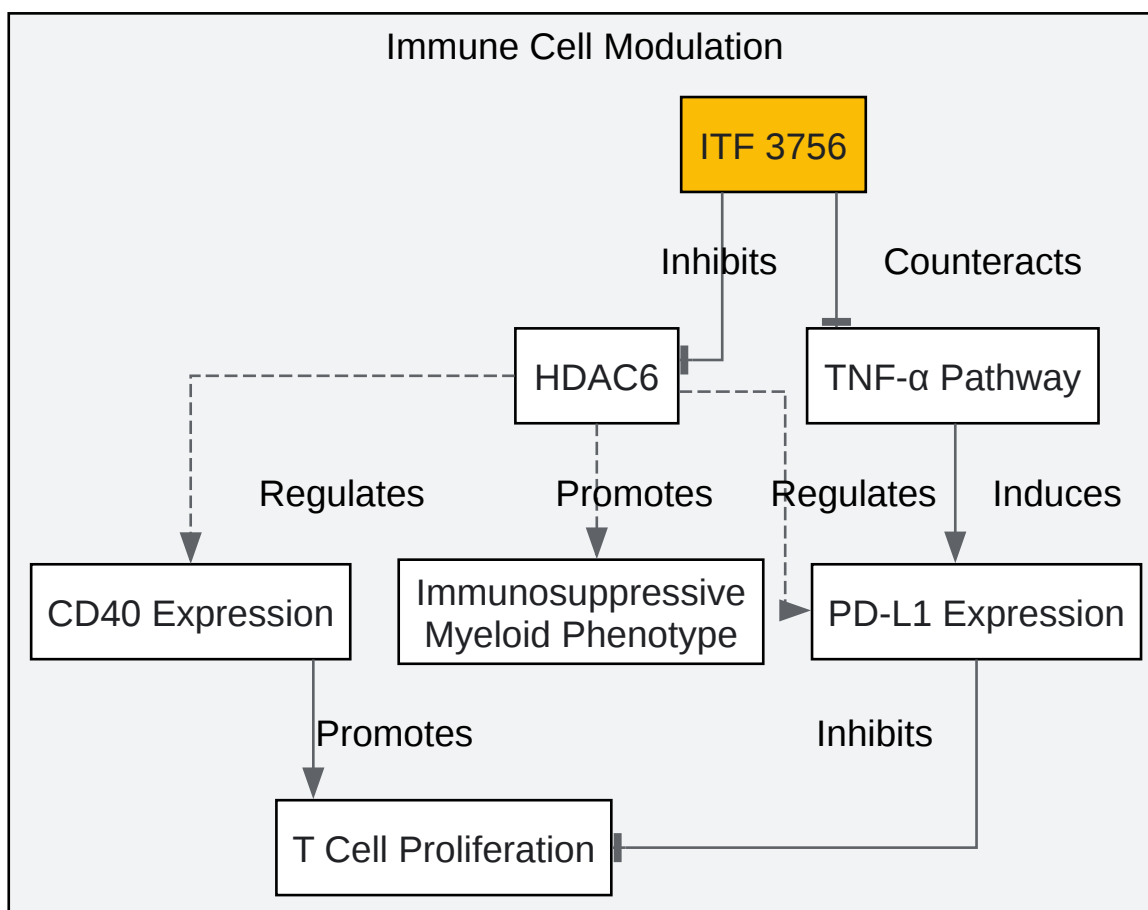 Immune Cell Modulation
ITF 3756
Inhibits
Counteracts
HDAC6
TNF-α Pathway
Regulates
Promotes
Regulates
Induces
CD40 Expression
Immunosuppressive
Myeloid Phenotype
PD-L1 Expression
Promotes
Inhibits
T Cell Proliferation